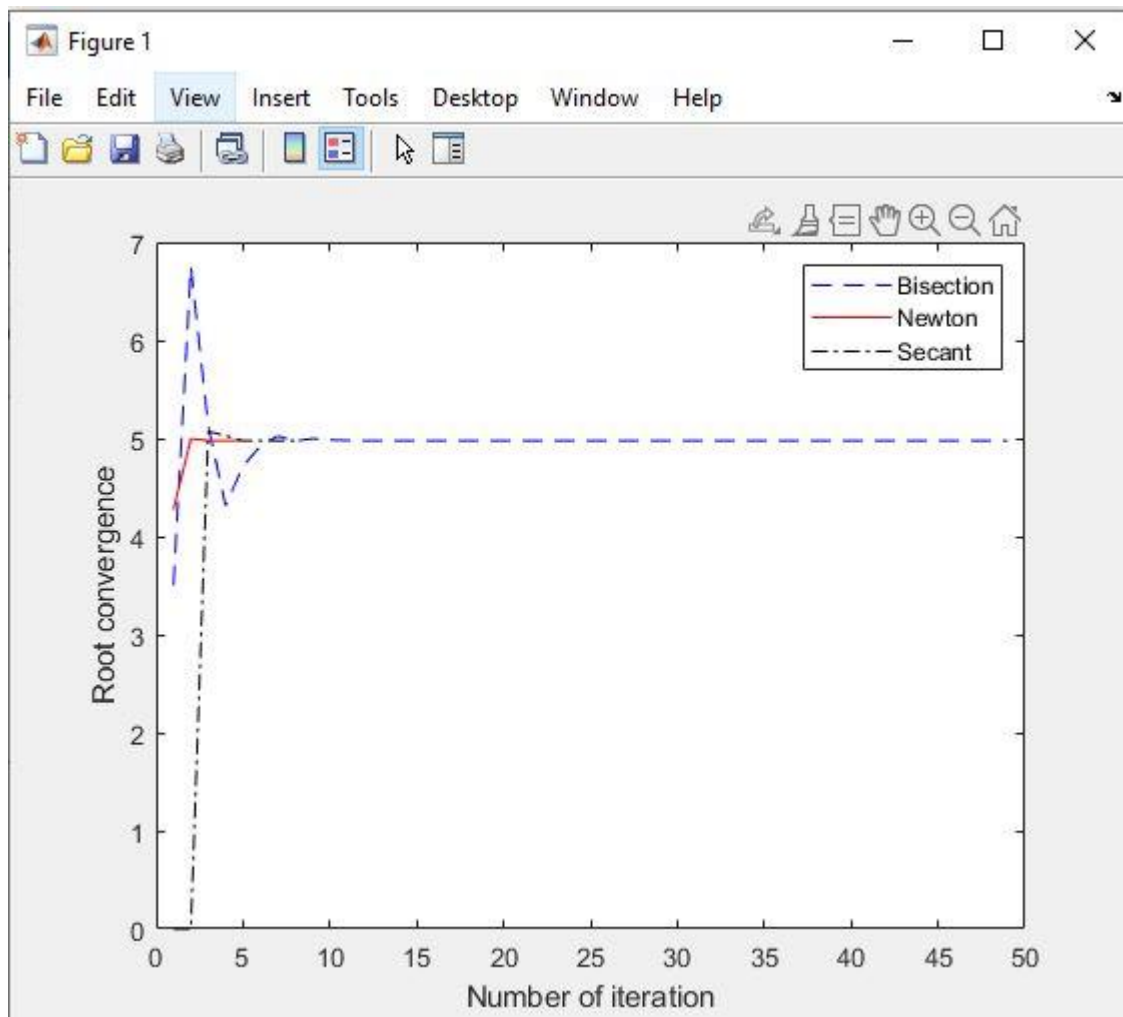 Figure 1
File Edit View Insert Tools Desktop Window Help
7
6
5
4
3
2
1
0
Root convergence
Bisection
Newton
Secant
0 5 10 15 20 25 30 35 40 45 50
Number of iteration